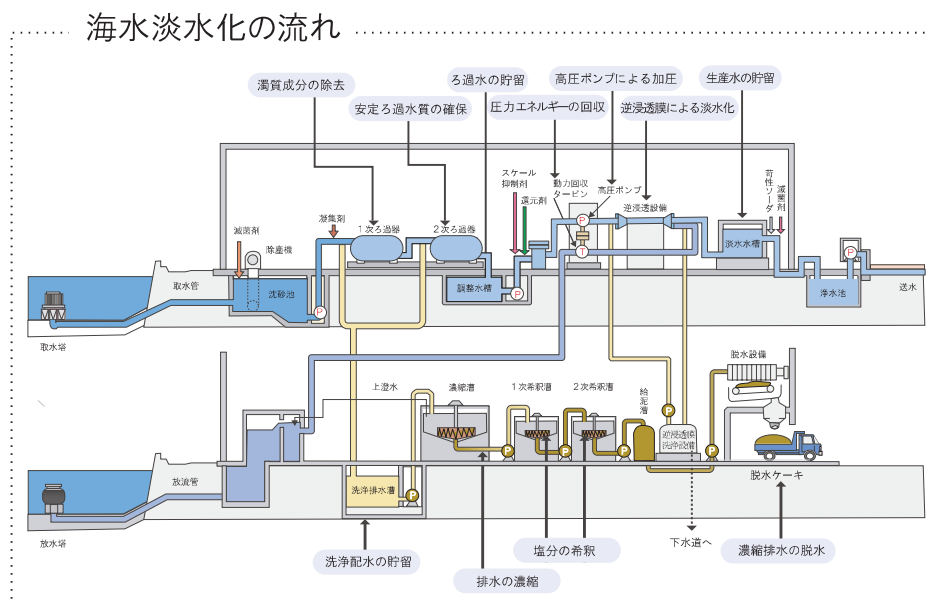 海水淡水化の流れ
濁質成分の除去
安定ろ過水質の確保
ろ過水の貯留
圧力エネルギーの回収
高圧ポンプによる加圧
逆浸透膜による淡水化
生産水の貯留
スケール
抑制剤
還元剤
動力回収
タービン
高圧ポンプ
逆浸透設備
苛性ソーダ
滅菌剤
滅菌剤
除塵機
凝集剤
1次ろ過器
2次ろ過器
P
T
淡水水槽
P
取水管
沈砂池
P
調整水槽
P
浄水池
送水
取水塔
上澄水
濃縮漕
1次希釈漕
2次希釈漕
給泥漕
脱水設備
P
逆浸透膜
洗浄設備
P
P
P
P
P
放流管
洗浄排水漕
脱水ケーキ
放水塔
下水道へ
洗浄配水の貯留
排水の濃縮
塩分の希釈
濃縮排水の脱水